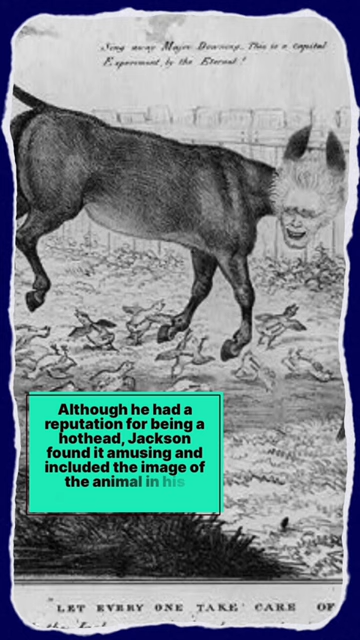 Sing away Major Downing, This is a capital
Experiment, by the Eternal!
Although he had a
reputation for being a
hothead, Jackson
found it amusing and
included the image of
the animal in his
"LET EVERY ONE TAKE CARE OF